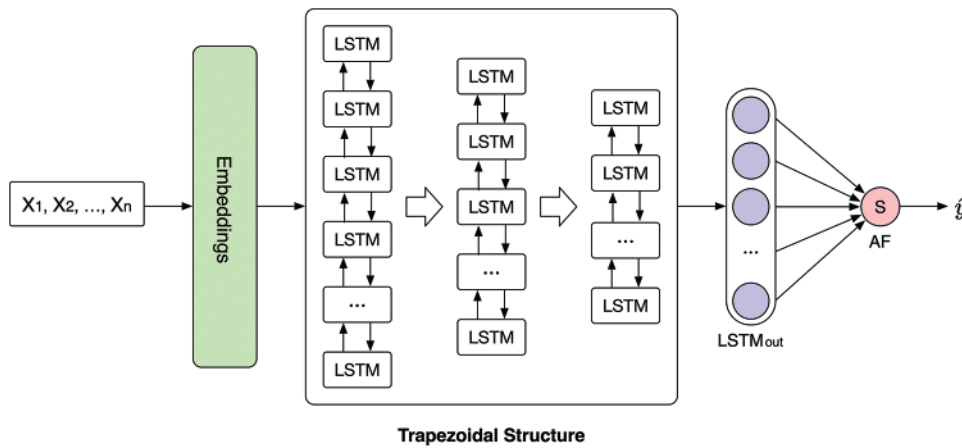 X1, X2, ..., Xn
Embeddings
LSTM
LSTM
LSTM
LSTM
...
LSTM
LSTM
LSTM
LSTM
...
LSTM
LSTM
LSTM
...
LSTM
LSTMout
...
S
AF
ŷ
Trapezoidal Structure